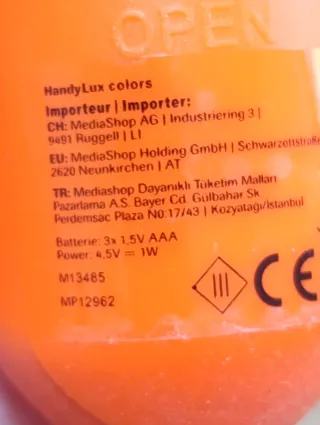 OPEN
HandyLux colors
Importeur | Importer:
CH: MediaShop AG | Industriering 3 |
9491 Ruggell | LI
EU: MediaShop Holding GmbH | Schwarzottstraße
2620 Neunkirchen | AT
TR: Mediashop Dayanıklı Tüketim Malları
Pazarlama A.S. Bayer Cd. Gülbahar Sk.
Perdemsac Plaza N0:17/43 | Kozyatağı/Istanbul
Batterie: 3x 1,5V AAA
Power: 4,5V ⎓ 1W
M13485
MP12962
III
CE